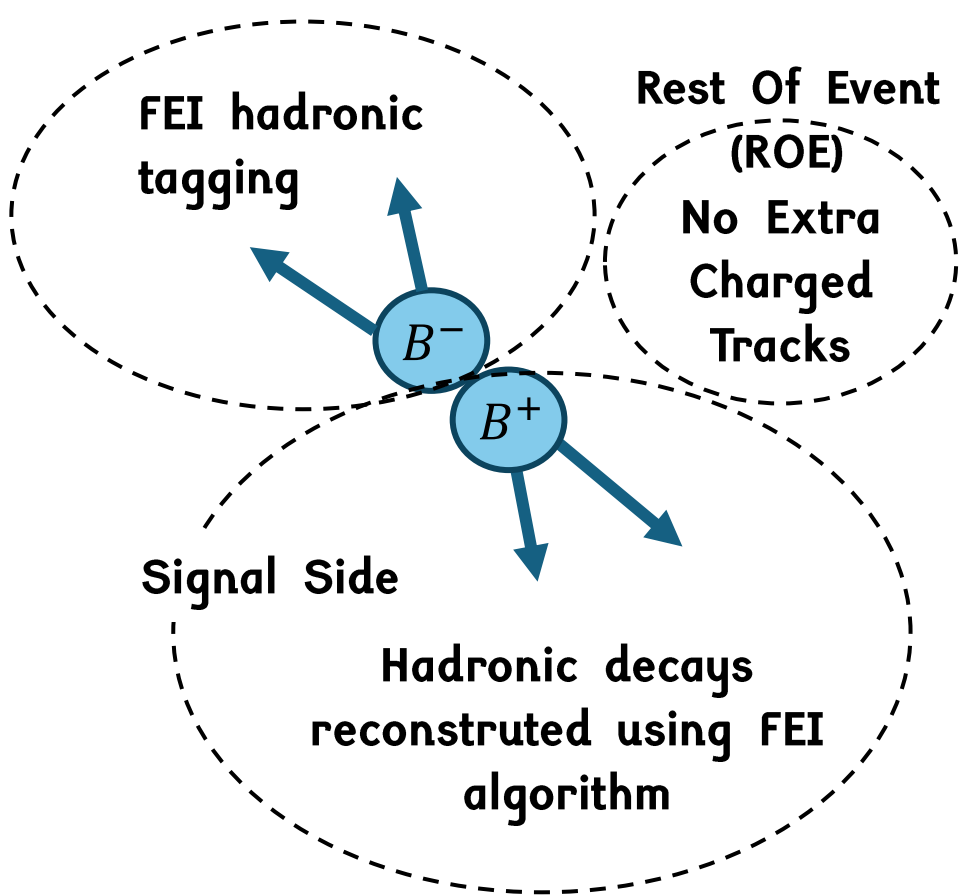 FEI hadronic
tagging
Rest Of Event
(ROE)
No Extra
Charged
Tracks
B⁻
B⁺
Signal Side
Hadronic decays
reconstruted using FEI
algorithm